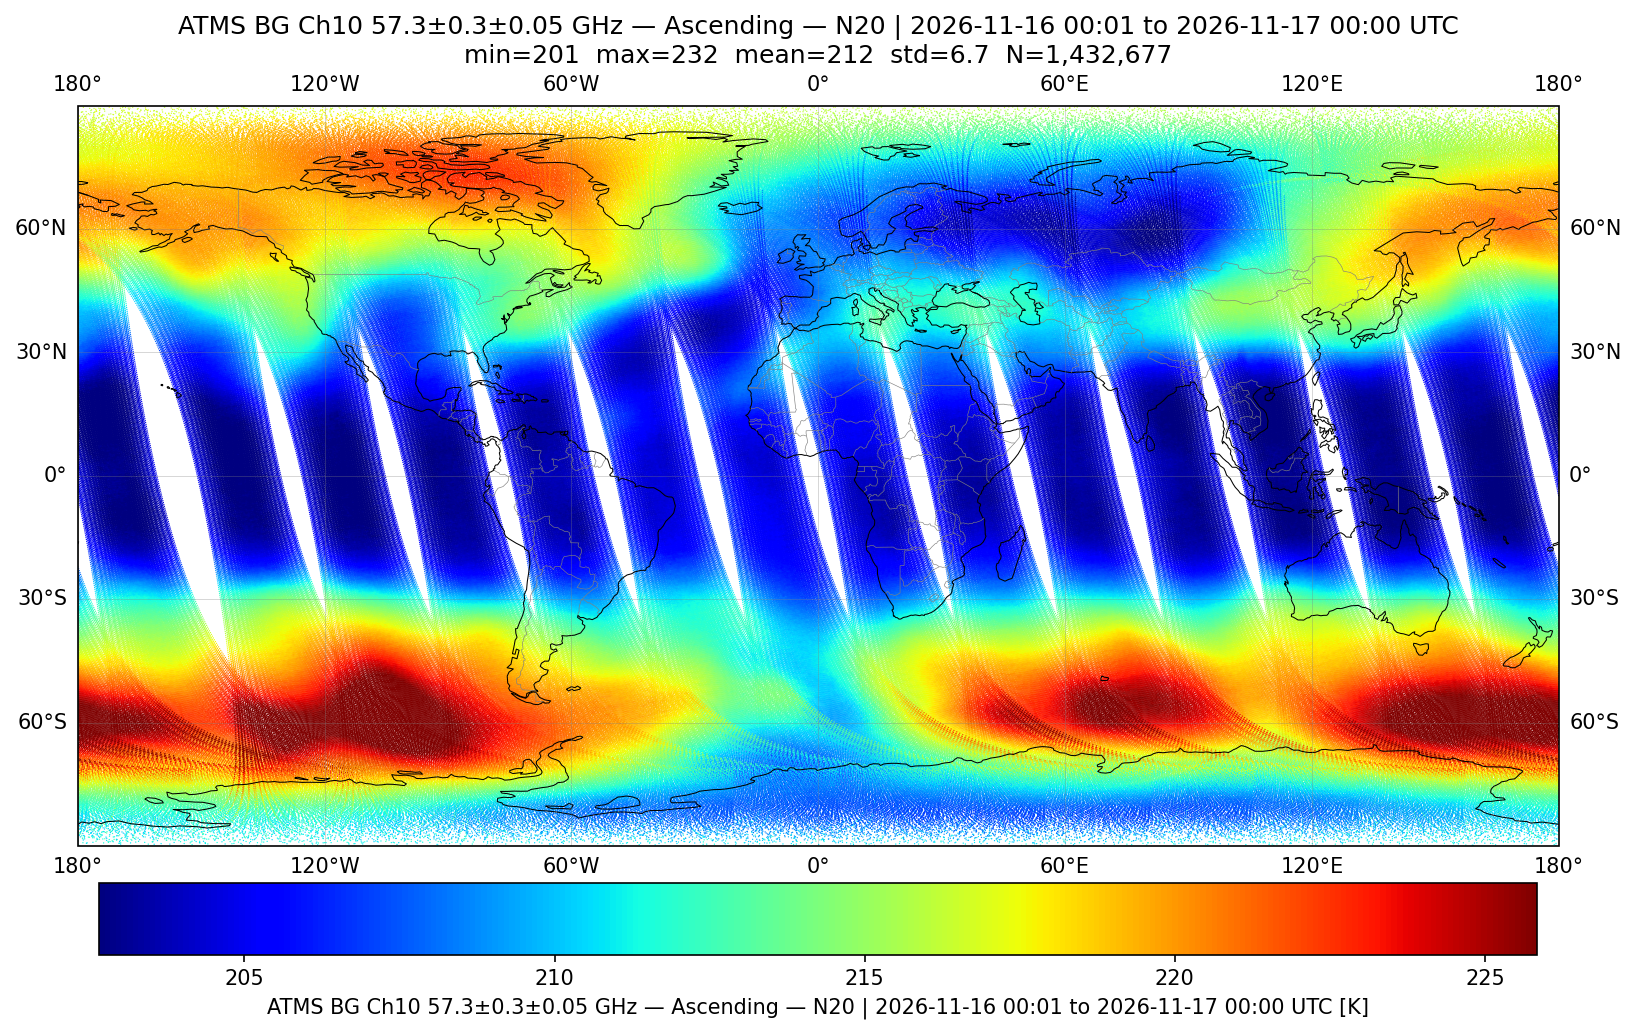 ATMS BG Ch10 57.3±0.3±0.05 GHz — Ascending — N20 | 2026-11-16 00:01 to 2026-11-17 00:00 UTC
min=201 max=232 mean=212 std=6.7 N=1,432,677
180° 120°W 60°W 0° 60°E 120°E 180°
60°N 60°N
30°N 30°N
0° 0°
30°S 30°S
60°S 60°S
180° 120°W 60°W 0° 60°E 120°E 180°
205 210 215 220 225
ATMS BG Ch10 57.3±0.3±0.05 GHz — Ascending — N20 | 2026-11-16 00:01 to 2026-11-17 00:00 UTC [K]